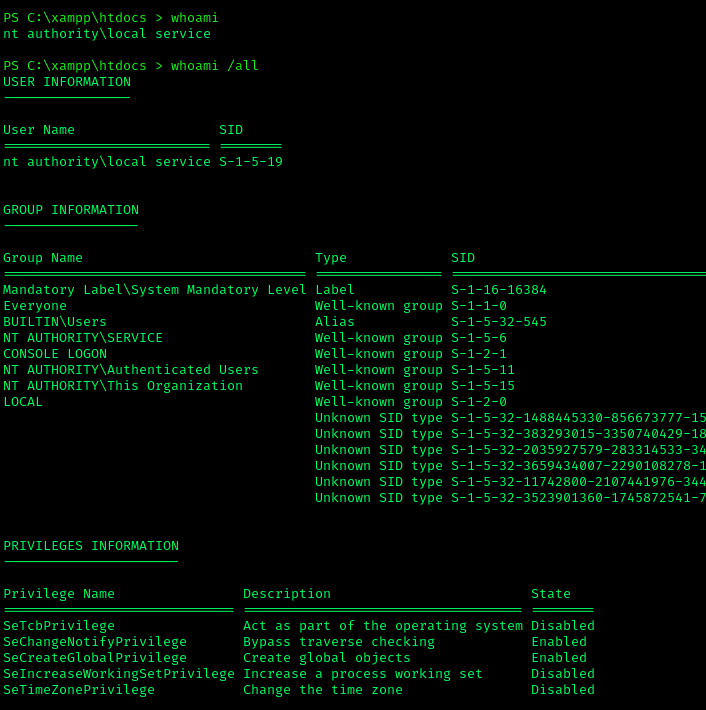 PS C:\xampp\htdocs > whoami
nt authority\local service
PS C:\xampp\htdocs > whoami /all
USER INFORMATION
----------------
User Name                  SID
========================== ========
nt authority\local service S-1-5-19
GROUP INFORMATION
-----------------
Group Name                             Type             SID
====================================== ================ ================================
Mandatory Label\System Mandatory Level Label            S-1-16-16384
Everyone                               Well-known group S-1-1-0
BUILTIN\Users                          Alias            S-1-5-32-545
NT AUTHORITY\SERVICE                   Well-known group S-1-5-6
CONSOLE LOGON                          Well-known group S-1-2-1
NT AUTHORITY\Authenticated Users       Well-known group S-1-5-11
NT AUTHORITY\This Organization         Well-known group S-1-5-15
LOCAL                                  Well-known group S-1-2-0
                                       Unknown SID type S-1-5-32-1488445330-856673777-15
                                       Unknown SID type S-1-5-32-383293015-3350740429-18
                                       Unknown SID type S-1-5-32-2035927579-283314533-34
                                       Unknown SID type S-1-5-32-3659434007-2290108278-1
                                       Unknown SID type S-1-5-32-11742800-2107441976-344
                                       Unknown SID type S-1-5-32-3523901360-1745872541-7
PRIVILEGES INFORMATION
----------------------
Privilege Name                Description                         State
============================= =================================== ========
SeTcbPrivilege                Act as part of the operating system Disabled
SeChangeNotifyPrivilege       Bypass traverse checking            Enabled
SeCreateGlobalPrivilege       Create global objects               Enabled
SeIncreaseWorkingSetPrivilege Increase a process working set      Disabled
SeTimeZonePrivilege           Change the time zone                Disabled